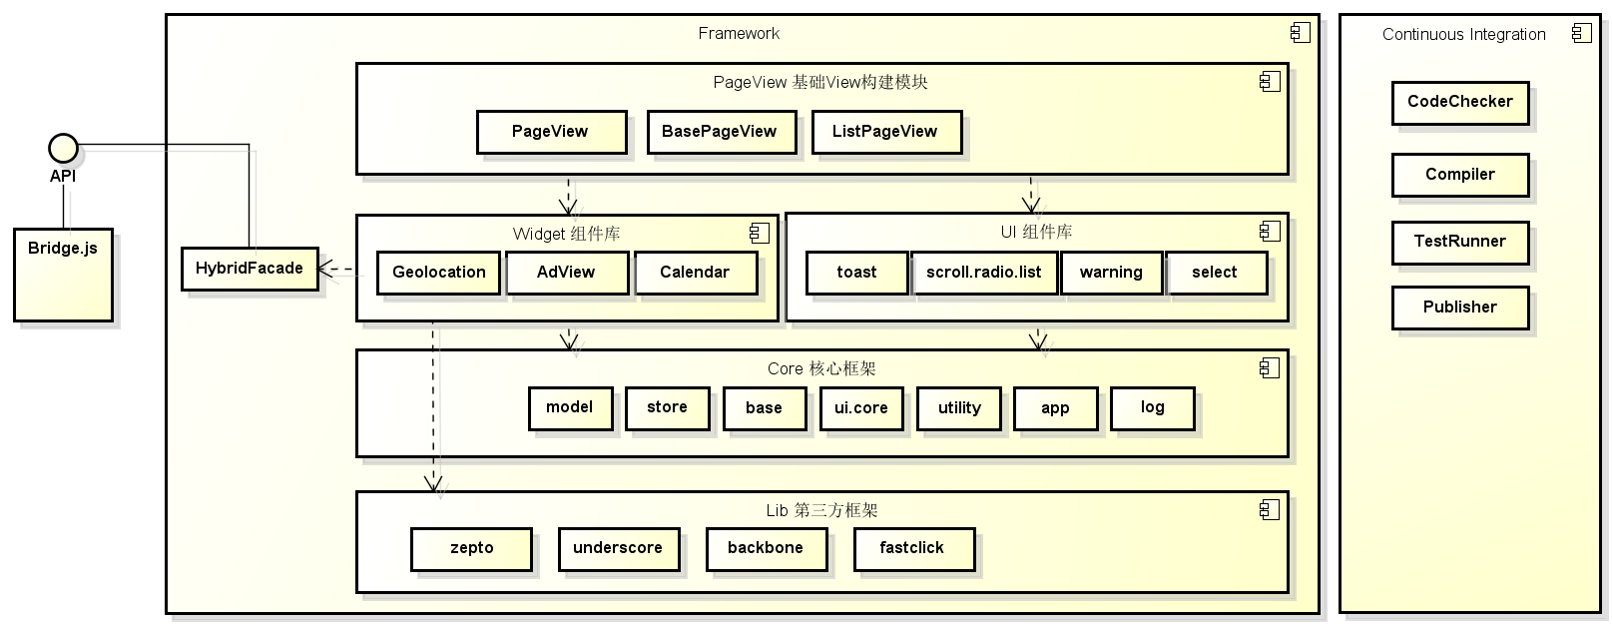 Framework
PageView 基础View构建模块
PageView
BasePageView
ListPageView
API
Bridge.js
HybridFacade
Widget 组件库
Geolocation
AdView
Calendar
UI 组件库
toast
scroll.radio.list
warning
select
Core 核心框架
model
store
base
ui.core
utility
app
log
Lib 第三方框架
zepto
underscore
backbone
fastclick
Continuous Integration
CodeChecker
Compiler
TestRunner
Publisher